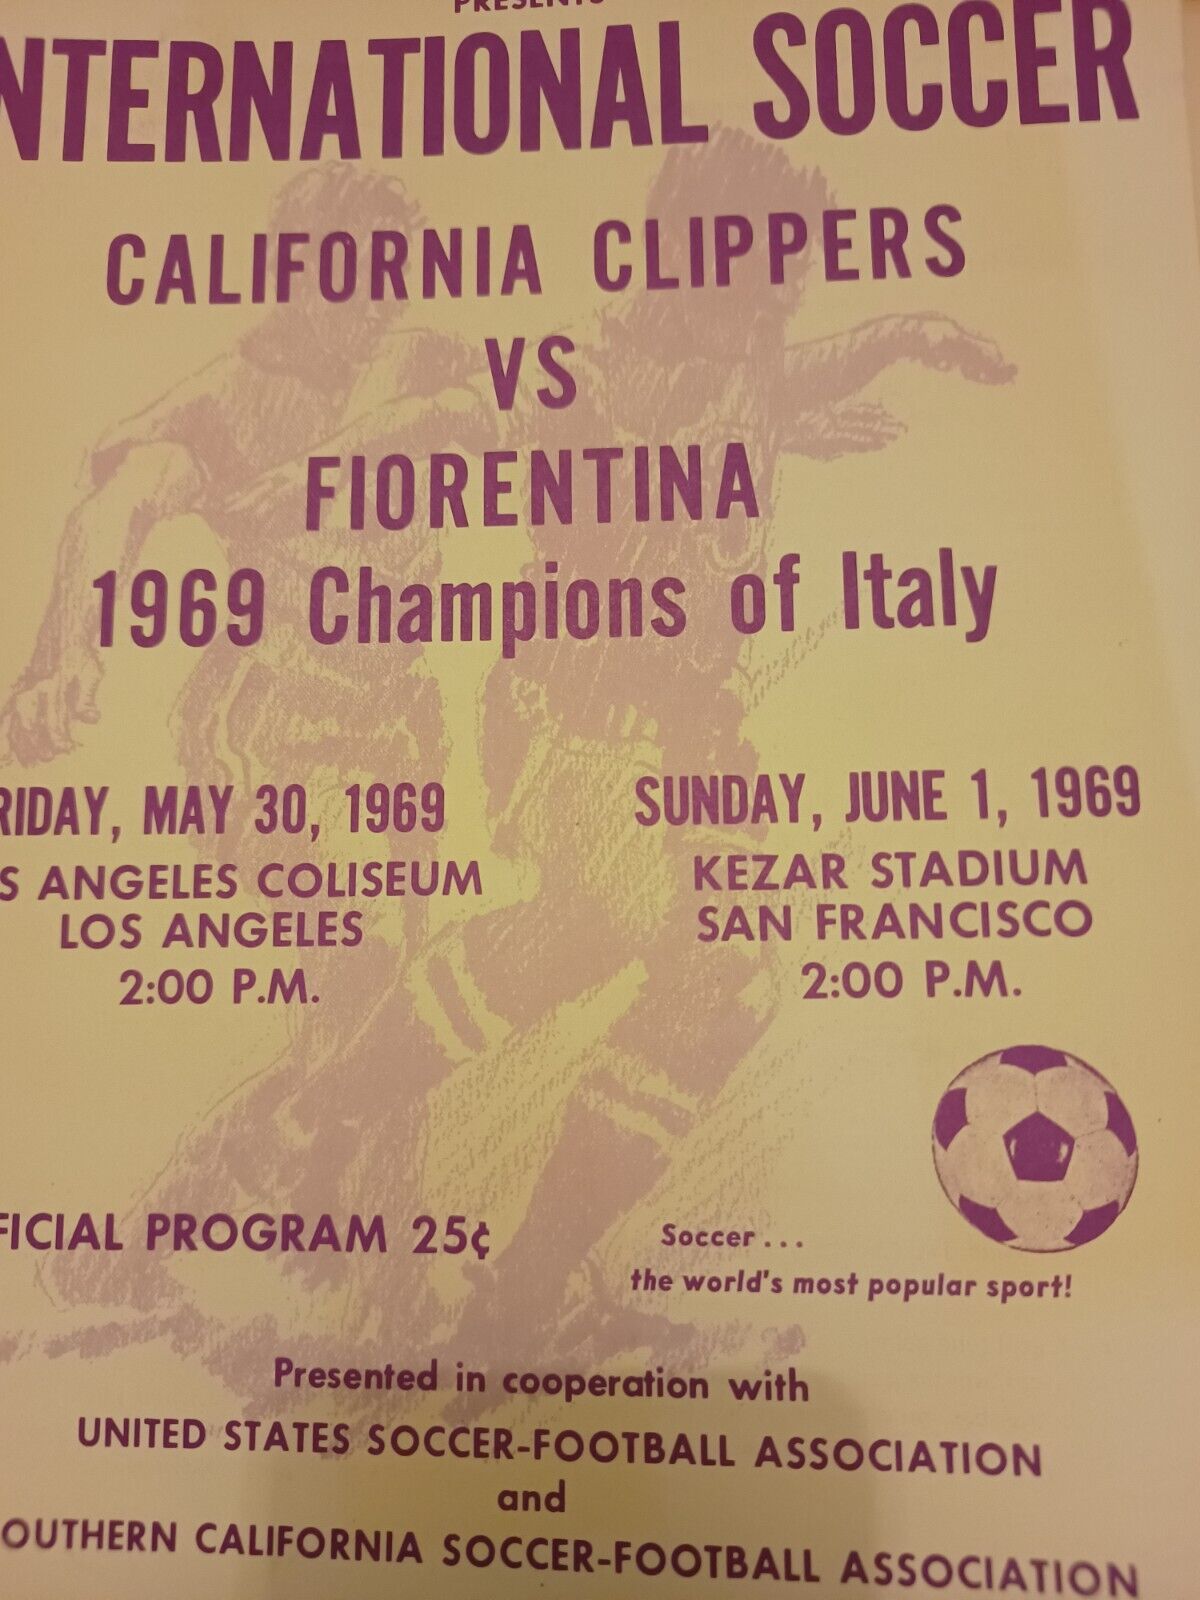 PRESENTS
INTERNATIONAL SOCCER
CALIFORNIA CLIPPERS
VS
FIORENTINA
1969 Champions of Italy
RIDAY, MAY 30, 1969
S ANGELES COLISEUM
LOS ANGELES
2:00 P.M.
SUNDAY, JUNE 1, 1969
KEZAR STADIUM
SAN FRANCISCO
2:00 P.M.
FICIAL PROGRAM 25¢
Soccer...
the world's most popular sport!
Presented in cooperation with
UNITED STATES SOCCER-FOOTBALL ASSOCIATION
and
OUTHERN CALIFORNIA SOCCER-FOOTBALL ASSOCIATION